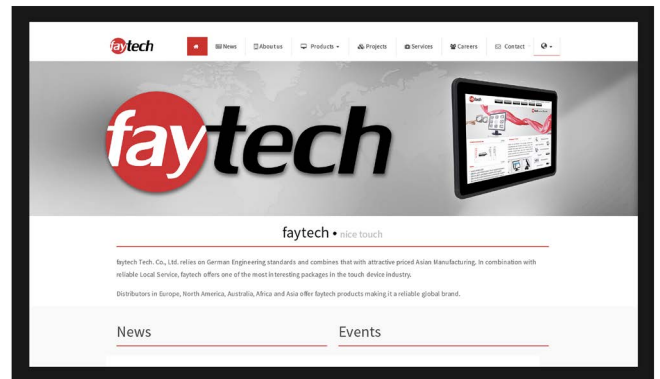 faytech
News
About us
Products
Projects
Services
Careers
Contact
faytech
faytech • nice touch
faytech Tech. Co., Ltd. relies on German Engineering standards and combines that with attractive priced Asian Manufacturing. In combination with
reliable Local Service, faytech offers one of the most interesting packages in the touch device industry.
Distributors in Europe, North America, Australia, Africa and Asia offer faytech products making it a reliable global brand.
News
Events